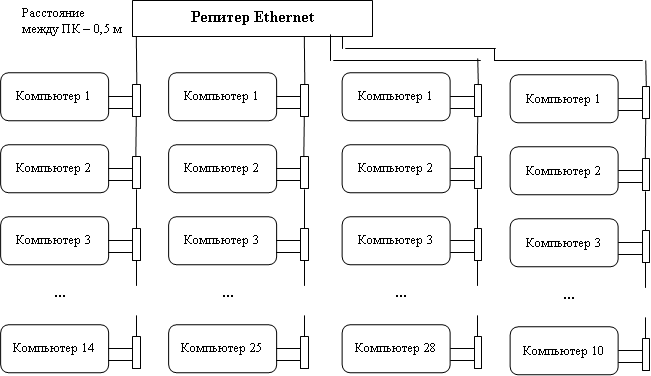 Расстояние
между ПК – 0,5 м
Репитер Ethernet
Компьютер 1
Компьютер 1
Компьютер 1
Компьютер 1
Компьютер 2
Компьютер 2
Компьютер 2
Компьютер 2
Компьютер 3
Компьютер 3
Компьютер 3
Компьютер 3
...
...
...
...
Компьютер 14
Компьютер 25
Компьютер 28
Компьютер 10